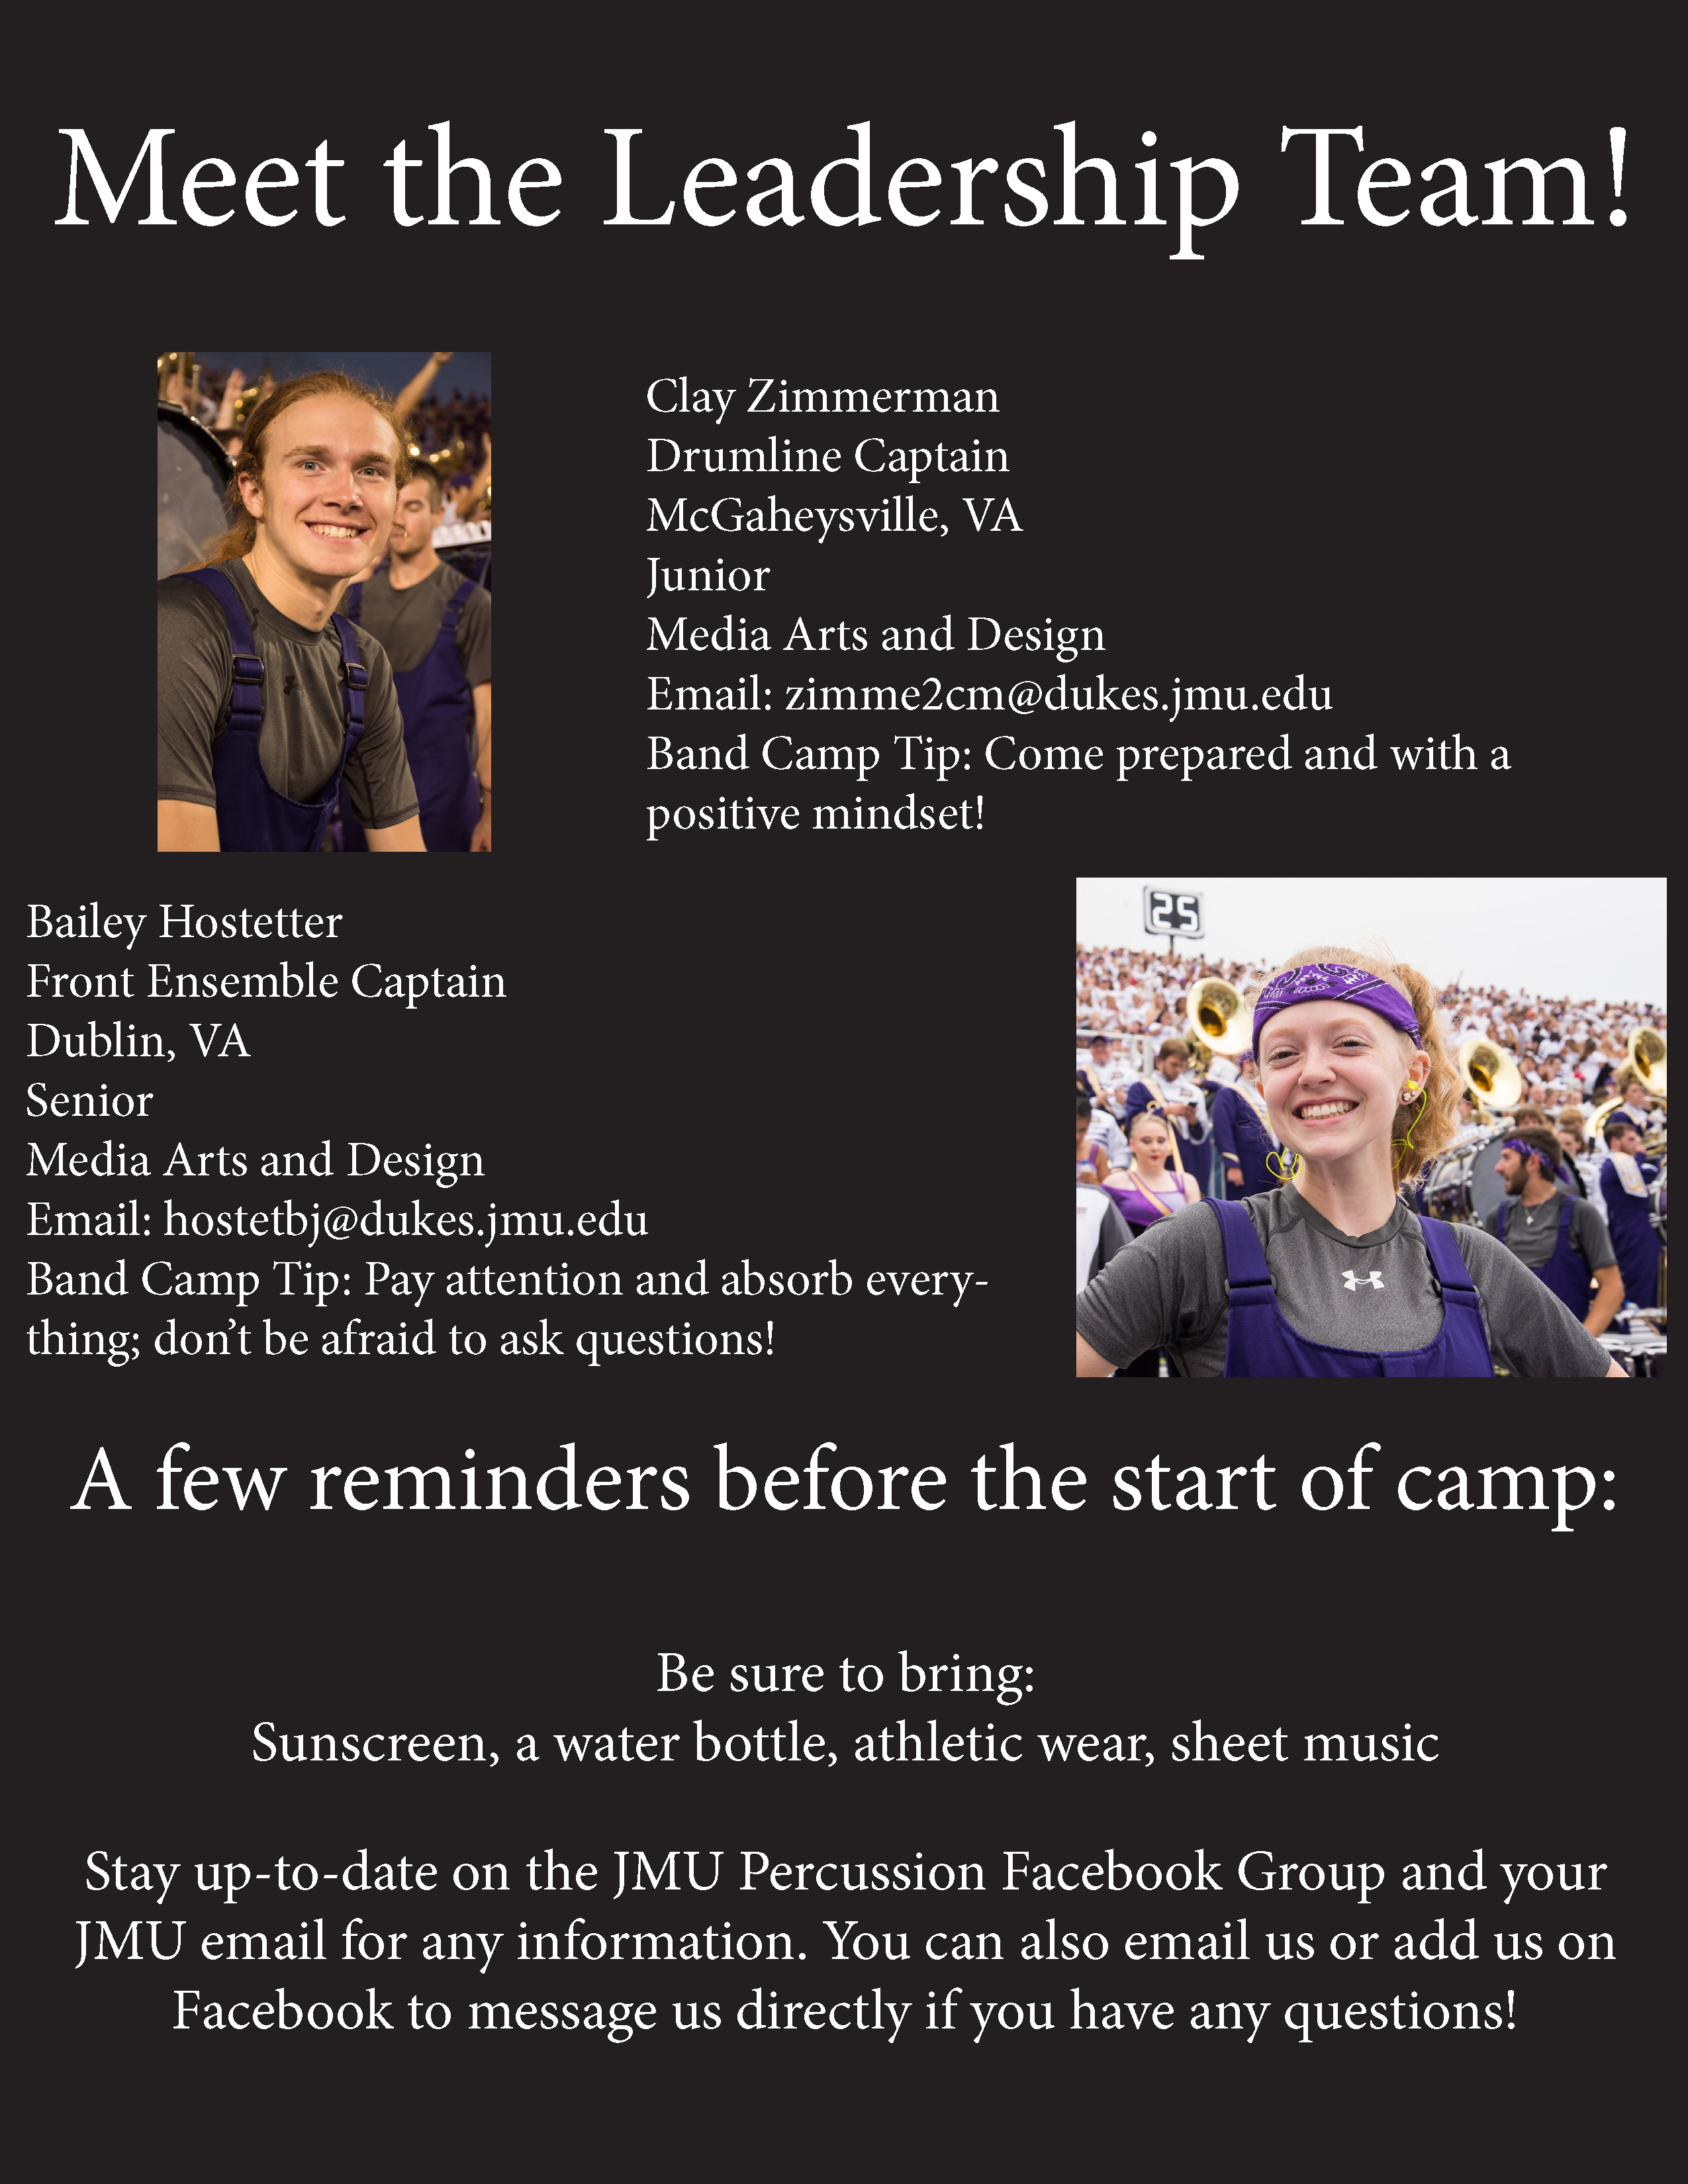 Meet the Leadership Team!
Clay Zimmerman
Drumline Captain
McGaheysville, VA
Junior
Media Arts and Design
Email: zimme2cm@dukes.jmu.edu
Band Camp Tip: Come prepared and with a
positive mindset!
25
Bailey Hostetter
Front Ensemble Captain
Dublin, VA
Senior
Media Arts and Design
Email: hostetbj@dukes.jmu.edu
Band Camp Tip: Pay attention and absorb every-
thing; don’t be afraid to ask questions!
A few reminders before the start of camp:
Be sure to bring:
Sunscreen, a water bottle, athletic wear, sheet music
Stay up-to-date on the JMU Percussion Facebook Group and your
JMU email for any information. You can also email us or add us on
Facebook to message us directly if you have any questions!